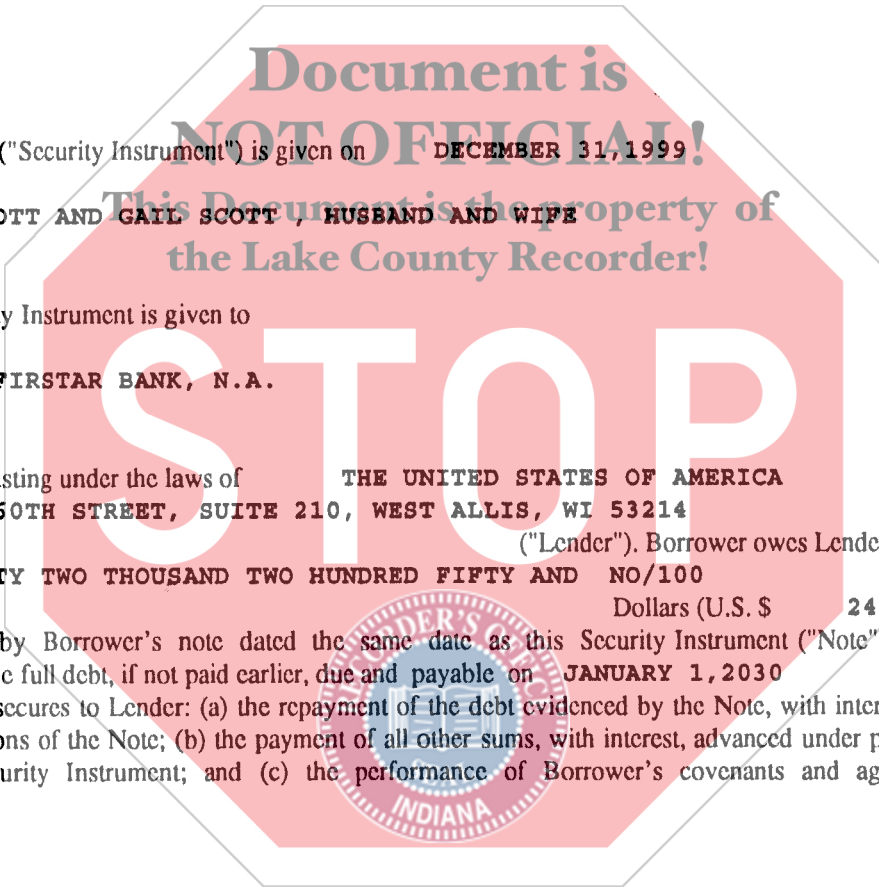 Document is
NOT OFFICIAL!
("Security Instrument") is given on DECEMBER 31,1999
This Document is the property of
OTT AND GAIL SCOTT , HUSBAND AND WIFE
the Lake County Recorder!
y Instrument is given to
STOP
FIRSTAR BANK, N.A.
sting under the laws of THE UNITED STATES OF AMERICA
60TH STREET, SUITE 210, WEST ALLIS, WI 53214
("Lender"). Borrower owes Lende
TY TWO THOUSAND TWO HUNDRED FIFTY AND NO/100
Dollars (U.S. $ 24
by Borrower's note dated the same date as this Security Instrument ("Note"
e full debt, if not paid earlier, due and payable on JANUARY 1,2030
secures to Lender: (a) the repayment of the debt evidenced by the Note, with inter
ons of the Note; (b) the payment of all other sums, with interest, advanced under p
urity Instrument; and (c) the performance of Borrower's covenants and ag
INDIANA